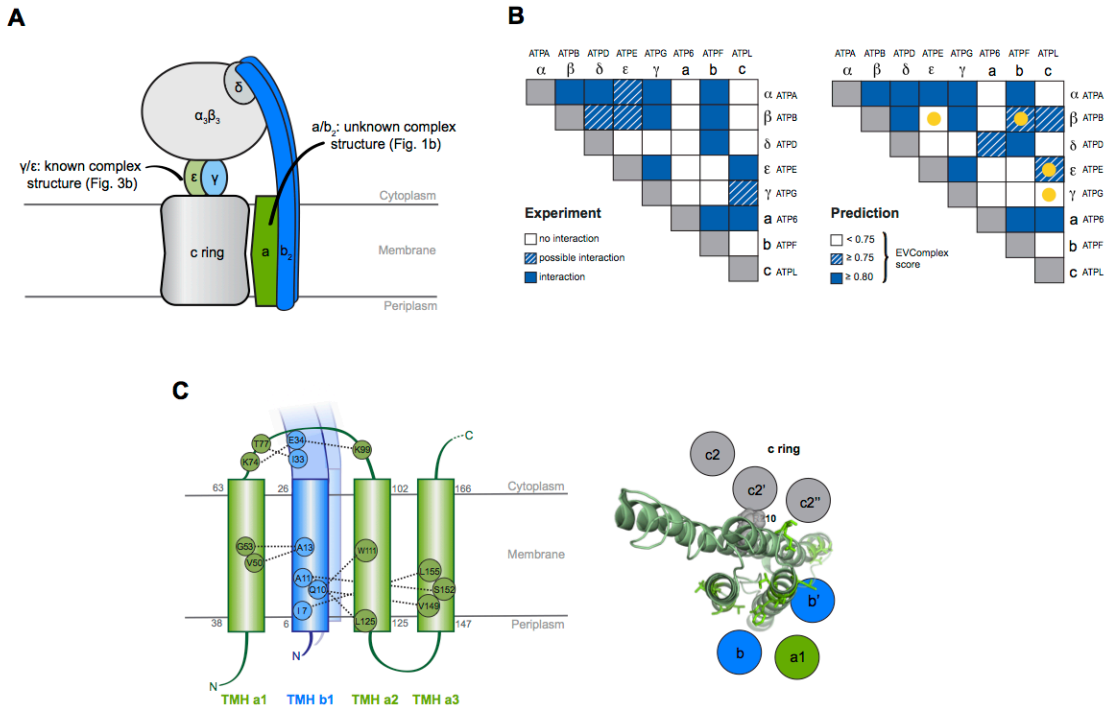 A
δ
α₃β₃
a/b₂: unknown complex
structure (Fig. 1b)
γ/ε: known complex
structure (Fig. 3b)
ε
γ
Cytoplasm
c ring
a
b₂
Membrane
Periplasm
B
ATPA ATPB ATPD ATPE ATPG ATP6 ATPF ATPL
α β δ ε γ a b c
α ATPA
β ATPB
δ ATPD
ε ATPE
γ ATPG
a ATP6
b ATPF
c ATPL
Experiment
no interaction
possible interaction
interaction
ATPA ATPB ATPD ATPE ATPG ATP6 ATPF ATPL
α β δ ε γ a b c
α ATPA
β ATPB
δ ATPD
ε ATPE
γ ATPG
a ATP6
b ATPF
c ATPL
Prediction
< 0.75
≥ 0.75
≥ 0.80
EVComplex
score
C
T77
E34
K74
I33
K99
C
63
26
102
166
Cytoplasm
G53
A13
W111
V50
Membrane
L155
A11
Q10
S152
I 7
V149
L125
38
6
125
147
Periplasm
N
N
TMH a1
TMH b1
TMH a2
TMH a3
c ring
c2
c2'
c2''
b'
b
a1